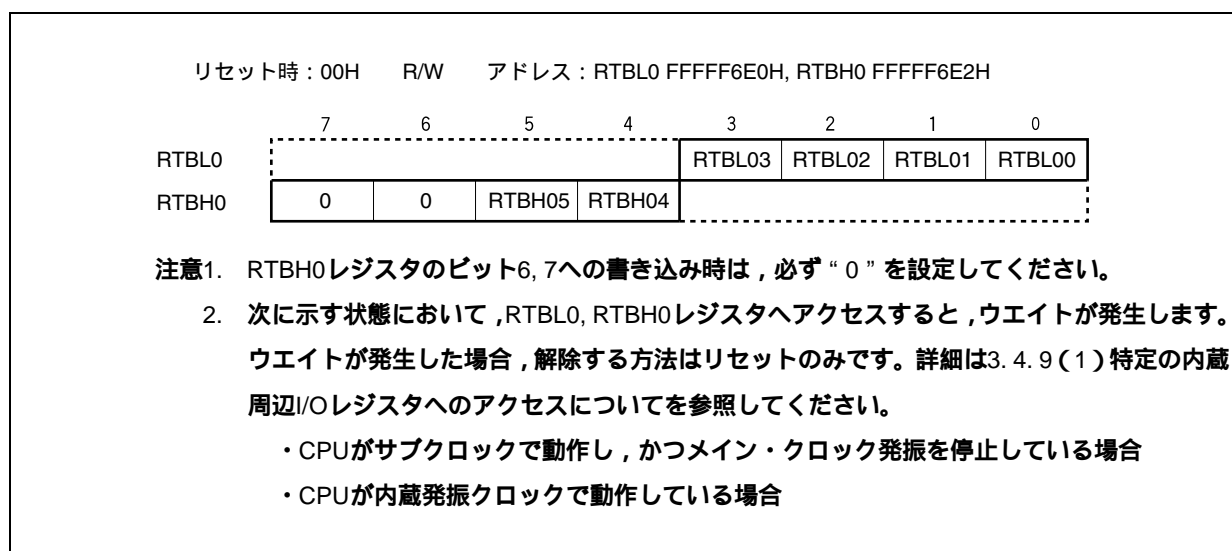 リセット時：00H R/W アドレス：RTBL0 FFFFF6E0H, RTBH0 FFFFF6E2H
7 6 5 4 3 2 1 0
RTBL0 RTBL03 RTBL02 RTBL01 RTBL00
RTBH0 0 0 RTBH05 RTBH04
注意1. RTBH0レジスタのビット6, 7への書き込み時は，必ず“０”を設定してください。
2. 次に示す状態において，RTBL0, RTBH0レジスタへアクセスすると，ウエイトが発生します。
ウエイトが発生した場合，解除する方法はリセットのみです。詳細は3. 4. 9（1）特定の内蔵
周辺I/Oレジスタへのアクセスについてを参照してください。
・CPUがサブクロックで動作し，かつメイン・クロック発振を停止している場合
・CPUが内蔵発振クロックで動作している場合